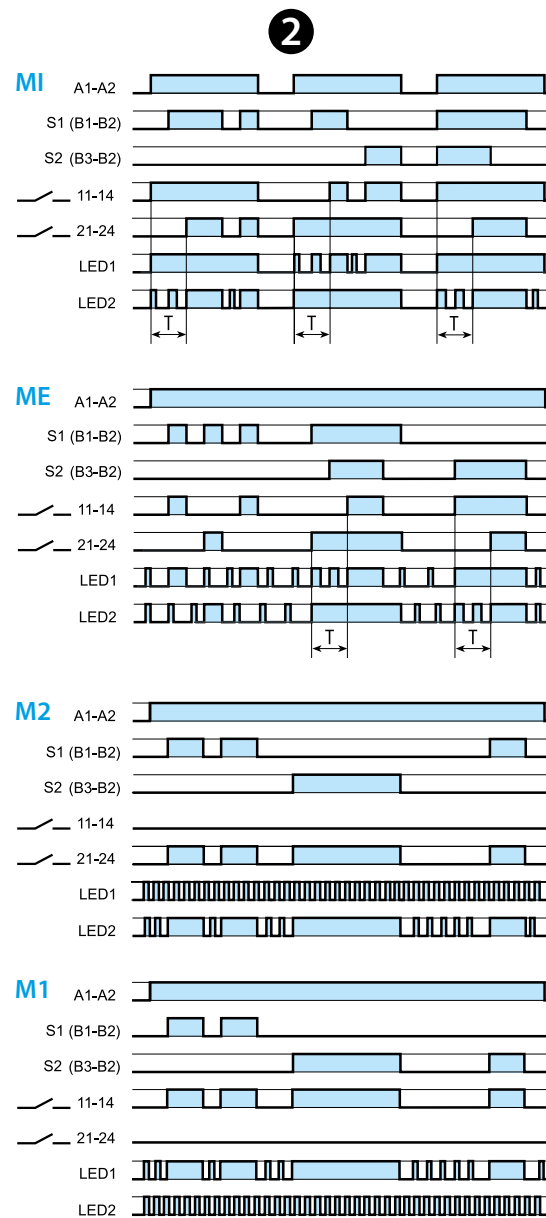 2
MI A1-A2
S1 (B1-B2)
S2 (B3-B2)
11-14
21-24
LED1
LED2
T T T
ME A1-A2
S1 (B1-B2)
S2 (B3-B2)
11-14
21-24
LED1
LED2
T T
M2 A1-A2
S1 (B1-B2)
S2 (B3-B2)
11-14
21-24
LED1
LED2
M1 A1-A2
S1 (B1-B2)
S2 (B3-B2)
11-14
21-24
LED1
LED2